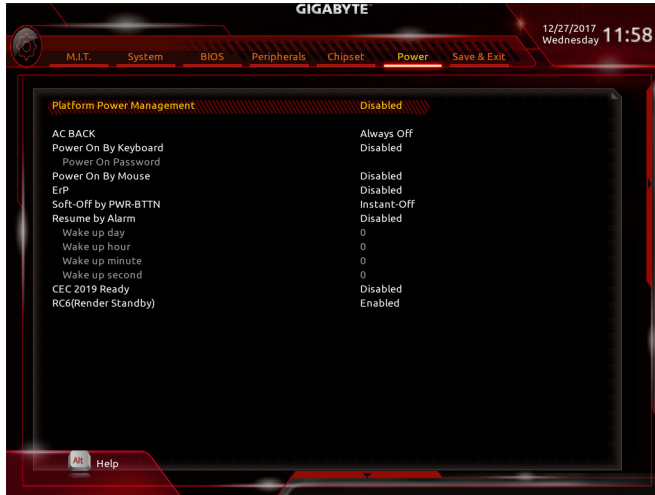 GIGABYTE™
12/27/2017 Wednesday 11:58
M.I.T. System BIOS Peripherals Chipset Power Save & Exit
Platform Power Management Disabled
AC BACK Always Off
Power On By Keyboard Disabled
Power On Password
Power On By Mouse Disabled
ErP Disabled
Soft-Off by PWR-BTTN Instant-Off
Resume by Alarm Disabled
Wake up day 0
Wake up hour 0
Wake up minute 0
Wake up second 0
CEC 2019 Ready Disabled
RC6(Render Standby) Enabled
Alt Help